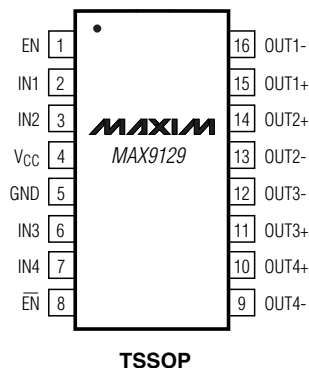 EN 1 16 OUT1-
IN1 2 15 OUT1+
IN2 3 14 OUT2+
MAXIM
VCC 4 MAX9129 13 OUT2-
GND 5 12 OUT3-
IN3 6 11 OUT3+
IN4 7 10 OUT4+
E̅N̅ 8 9 OUT4-
TSSOP